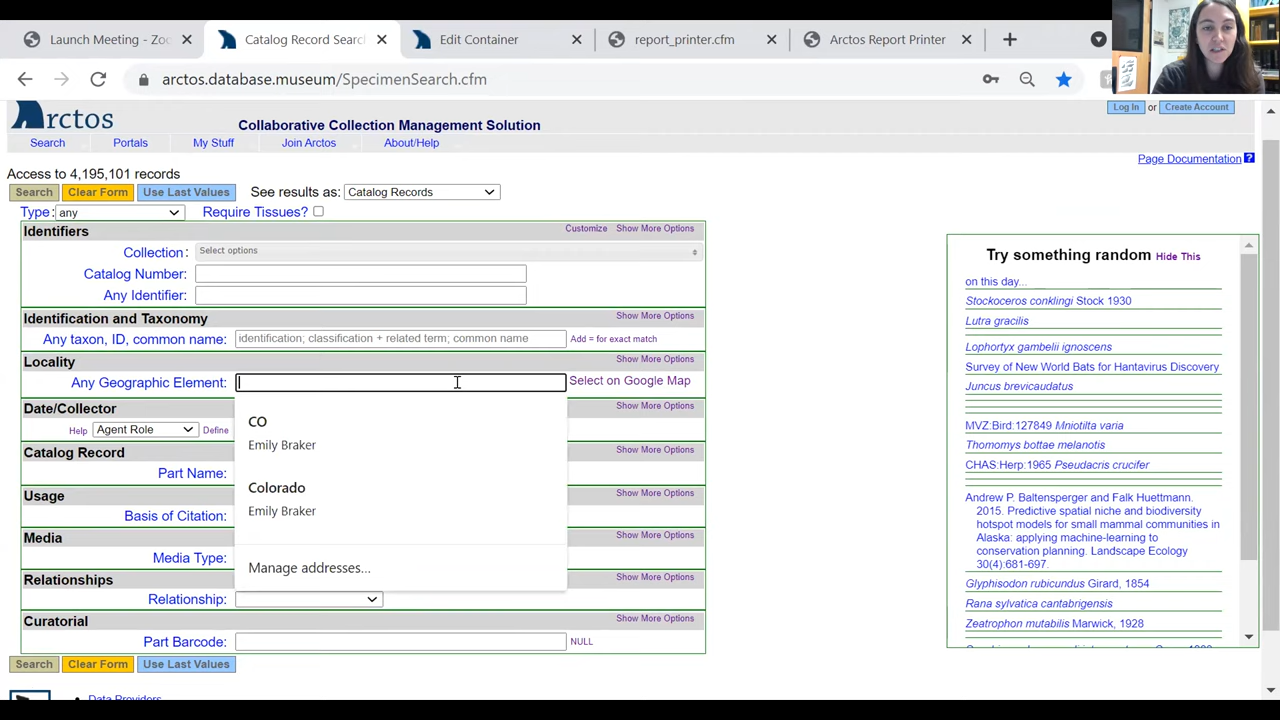 Launch Meeting - Zoo
Catalog Record Searc
Edit Container
report_printer.cfm
Arctos Report Printer
arctos.database.museum/SpecimenSearch.cfm
Arctos
Collaborative Collection Management Solution
Log In or Create Account
Search Portals My Stuff Join Arctos About/Help
Page Documentation ?
Access to 4,195,101 records
Search Clear Form Use Last Values See results as: Catalog Records
Type: any Require Tissues?
Identifiers Customize Show More Options
Collection: Select options
Catalog Number:
Any Identifier:
Identification and Taxonomy Show More Options
Any taxon, ID, common name: identification; classification + related term; common name Add = for exact match
Locality Show More Options
Any Geographic Element: Select on Google Map
Date/Collector Show More Options
Help Agent Role Define
CO
Emily Braker
Catalog Record Show More Options
Part Name:
Colorado
Emily Braker
Usage Show More Options
Basis of Citation:
Media Show More Options
Media Type:
Manage addresses...
Relationships Show More Options
Relationship:
Curatorial Show More Options
Part Barcode: NULL
Search Clear Form Use Last Values
Data Providers
Try something random Hide This
on this day...
Stockoceros conklingi Stock 1930
Lutra gracilis
Lophortyx gambelii ignoscens
Survey of New World Bats for Hantavirus Discovery
Juncus brevicaudatus
MVZ:Bird:127849 Mniotilta varia
Thomomys bottae melanotis
CHAS:Herp:1965 Pseudacris crucifer
Andrew P. Baltensperger and Falk Huettmann.
2015. Predictive spatial niche and biodiversity
hotspot models for small mammal communities in
Alaska: applying machine-learning to
conservation planning. Landscape Ecology
30(4):681-697.
Glyphisodon rubicundus Girard, 1854
Rana sylvatica cantabrigensis
Zeatrophon mutabilis Marwick, 1928